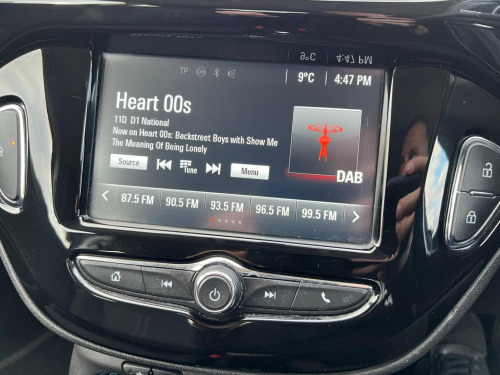 TP
9°C 4:47 PM
Heart 00s
11D D1 National
Now on Heart 00s: Backstreet Boys with Show Me
The Meaning Of Being Lonely
Source Tune Menu
DAB
87.5 FM 90.5 FM 93.5 FM 96.5 FM 99.5 FM